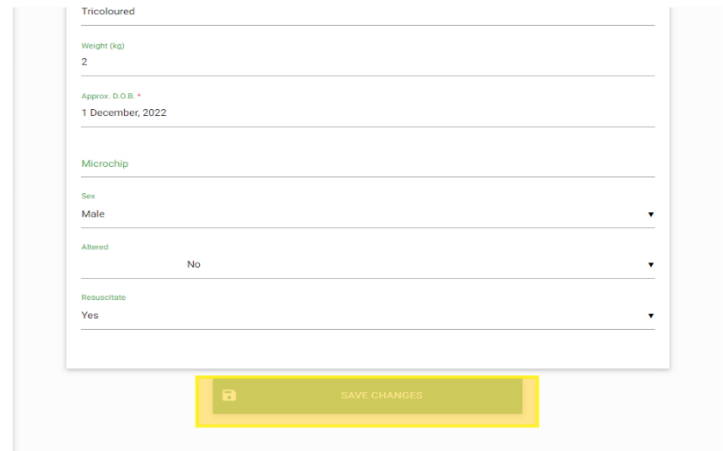 Tricoloured
Weight (kg)
2
Approx. D.O.B. *
1 December, 2022
Microchip
Sex
Male
Altered
No
Resuscitate
Yes
SAVE CHANGES